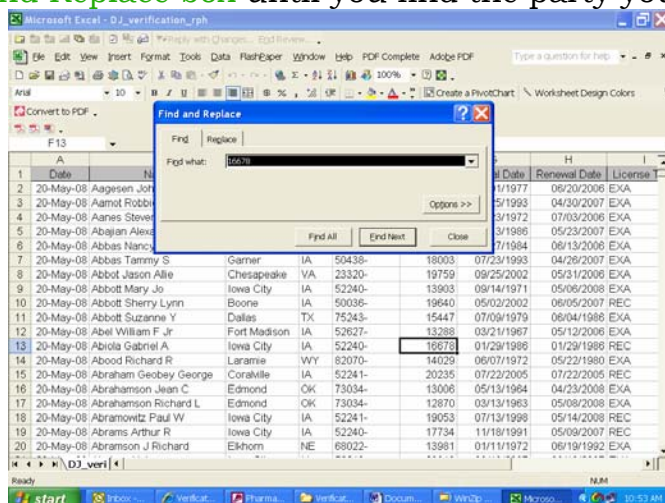 nd Replace box until you find the party you
Microsoft Excel - DJ_verification_rph
Reply with Changes... End Review...
File Edit View Insert Format Tools Data FlashPaper Window Help PDF Complete Adobe PDF Type a question for help
100%
Create a PivotChart Worksheet Design Colors
Arial 10 B I U
Convert to PDF
F13
Find and Replace
Find Replace
Find what: 16678
Options >>
Find All Find Next Close
A H I
1 Date Date Renewal Date License T
2 20-May-08 Aagesen Joh 1/1977 06/20/2006 EXA
3 20-May-08 Aamot Robbi 5/1993 04/30/2007 EXA
4 20-May-08 Aanes Steve 3/1972 07/03/2006 EXA
5 20-May-08 Abajian Alexa 3/1986 05/23/2007 EXA
6 20-May-08 Abbas Nancy 7/1984 06/13/2006 EXA
7 20-May-08 Abbas Tammy S Garner IA 50438- 18003 07/23/1993 04/26/2007 EXA
8 20-May-08 Abbot Jason Allie Chesapeake VA 23320- 19759 09/25/2002 05/31/2006 EXA
9 20-May-08 Abbott Mary Jo Iowa City IA 52240- 13903 09/14/1971 05/06/2008 EXA
10 20-May-08 Abbott Sherry Lynn Boone IA 50036- 19640 05/02/2002 06/05/2007 REC
11 20-May-08 Abbott Suzanne Y Dallas TX 75243- 15447 07/09/1979 06/04/1986 EXA
12 20-May-08 Abel William F Jr Fort Madison IA 52627- 13288 03/21/1967 05/12/2006 EXA
13 20-May-08 Abiola Gabriel A Iowa City IA 52240- 16678 01/29/1986 01/29/1986 REC
14 20-May-08 Abood Richard R Laramie WY 82070- 14029 06/07/1972 05/22/1980 EXA
15 20-May-08 Abraham Geobey George Coralville IA 52241- 20235 07/22/2005 07/22/2005 REC
16 20-May-08 Abrahamson Jean C Edmond OK 73034- 13006 05/13/1964 04/23/2008 EXA
17 20-May-08 Abrahamson Richard L Edmond OK 73034- 12870 03/13/1963 05/08/2008 EXA
18 20-May-08 Abramowitz Paul W Iowa City IA 52241- 19053 07/13/1998 05/14/2008 REC
19 20-May-08 Abrams Arthur R Iowa City IA 52240- 17734 11/18/1991 05/09/2007 REC
20 20-May-08 Abramson J Richard Elkhorn NE 68022- 13981 01/11/1972 06/19/1992 EXA
DJ_veri
Ready NUM
start Inbox -... Verificat... Pharma... Verificat... Docum... WinZip ... Microso... 10:53 AM